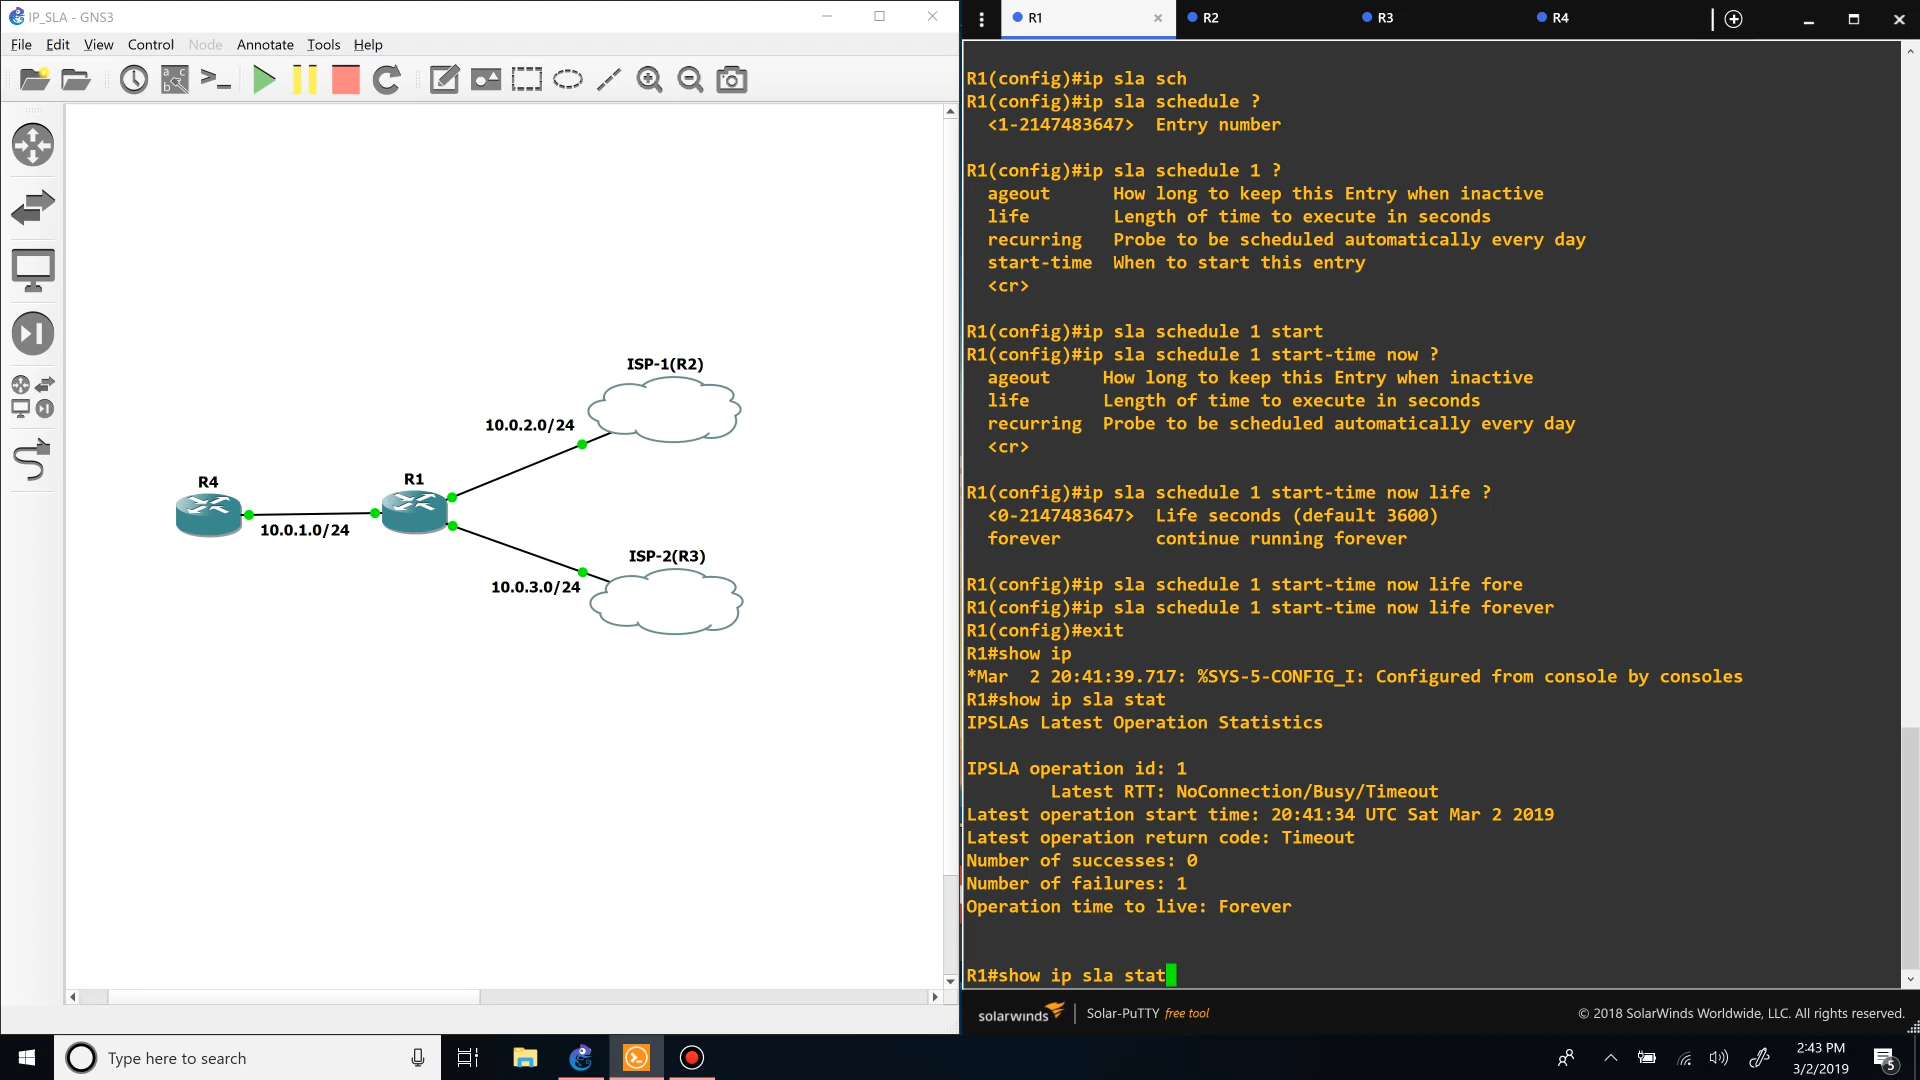 IP_SLA - GNS3
File Edit View Control Node Annotate Tools Help
ISP-1(R2)
10.0.2.0/24
R4
R1
10.0.1.0/24
ISP-2(R3)
10.0.3.0/24
R1 R2 R3 R4
R1(config)#ip sla sch
R1(config)#ip sla schedule ?
<1-2147483647> Entry number
R1(config)#ip sla schedule 1 ?
ageout How long to keep this Entry when inactive
life Length of time to execute in seconds
recurring Probe to be scheduled automatically every day
start-time When to start this entry
<cr>
R1(config)#ip sla schedule 1 start
R1(config)#ip sla schedule 1 start-time now ?
ageout How long to keep this Entry when inactive
life Length of time to execute in seconds
recurring Probe to be scheduled automatically every day
<cr>
R1(config)#ip sla schedule 1 start-time now life ?
<0-2147483647> Life seconds (default 3600)
forever continue running forever
R1(config)#ip sla schedule 1 start-time now life fore
R1(config)#ip sla schedule 1 start-time now life forever
R1(config)#exit
R1#show ip
*Mar 2 20:41:39.717: %SYS-5-CONFIG_I: Configured from console by consoles
R1#show ip sla stat
IPSLAs Latest Operation Statistics
IPSLA operation id: 1
Latest RTT: NoConnection/Busy/Timeout
Latest operation start time: 20:41:34 UTC Sat Mar 2 2019
Latest operation return code: Timeout
Number of successes: 0
Number of failures: 1
Operation time to live: Forever
R1#show ip sla stat
solarwinds Solar-PuTTY free tool
© 2018 SolarWinds Worldwide, LLC. All rights reserved.
Type here to search
2:43 PM
3/2/2019
5